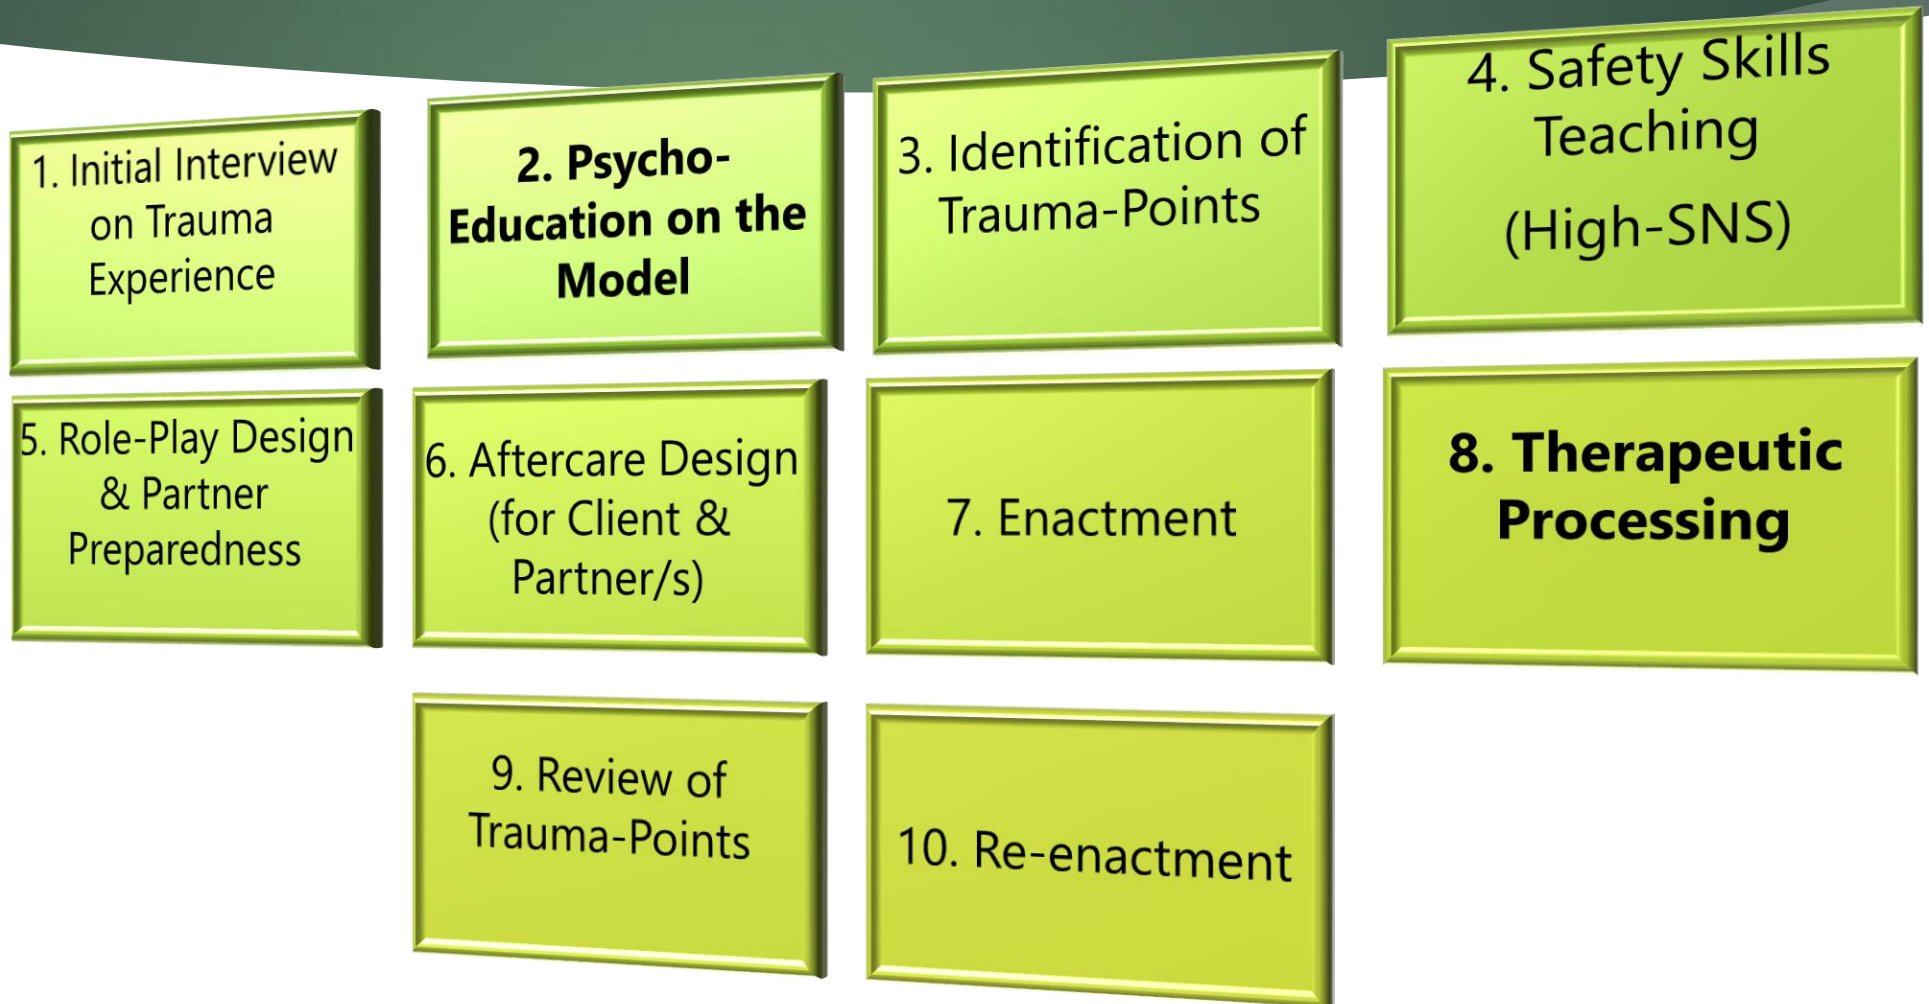 1. Initial Interview
on Trauma
Experience
2. Psycho-
Education on the
Model
3. Identification of
Trauma-Points
4. Safety Skills
Teaching
(High-SNS)
5. Role-Play Design
& Partner
Preparedness
6. Aftercare Design
(for Client &
Partner/s)
7. Enactment
8. Therapeutic
Processing
9. Review of
Trauma-Points
10. Re-enactment